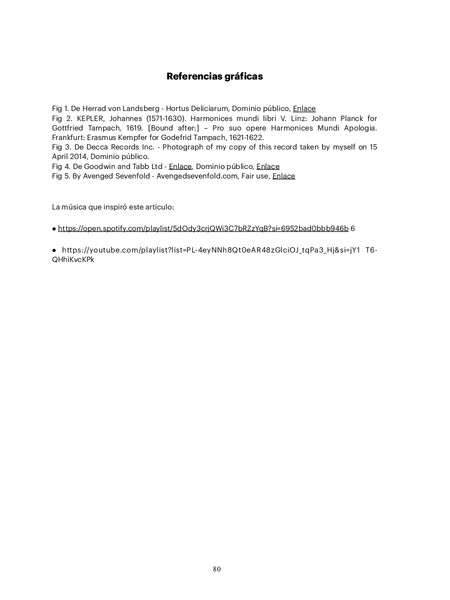 Referencias gráficas
Fig 1. De Herrad von Landsberg - Hortus Deliciarum, Dominio público, Enlace
Fig 2. KEPLER, Johannes (1571-1630). Harmonices mundi libri V. Linz: Johann Planck for
Gottfried Tampach, 1619. [Bound after:] – Pro suo opere Harmonices Mundi Apologia.
Frankfurt: Erasmus Kempfer for Godefrid Tampach, 1621-1622.
Fig 3. De Decca Records Inc. - Photograph of my copy of this record taken by myself on 15
April 2014, Dominio público.
Fig 4. De Goodwin and Tabb Ltd - Enlace, Dominio público, Enlace
Fig 5. By Avenged Sevenfold - Avengedsevenfold.com, Fair use, Enlace
La música que inspiró este artículo:
● https://open.spotify.com/playlist/5dOdy3crjQWi3C7bRZzYqB?si=6952bad0bbb946b 6
● https://youtube.com/playlist?list=PL-4eyNNh8Qt0eAR48zGlciOJ_tqPa3_Hj&si=jY1 T6-
QHhiKvcKPk
80